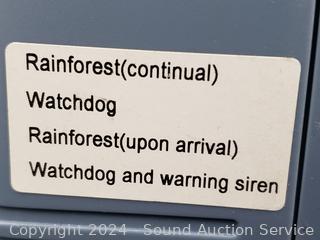 Rainforest(continual)
Watchdog
Rainforest(upon arrival)
Watchdog and warning siren
Copyright 2024 - Sound Auction Service